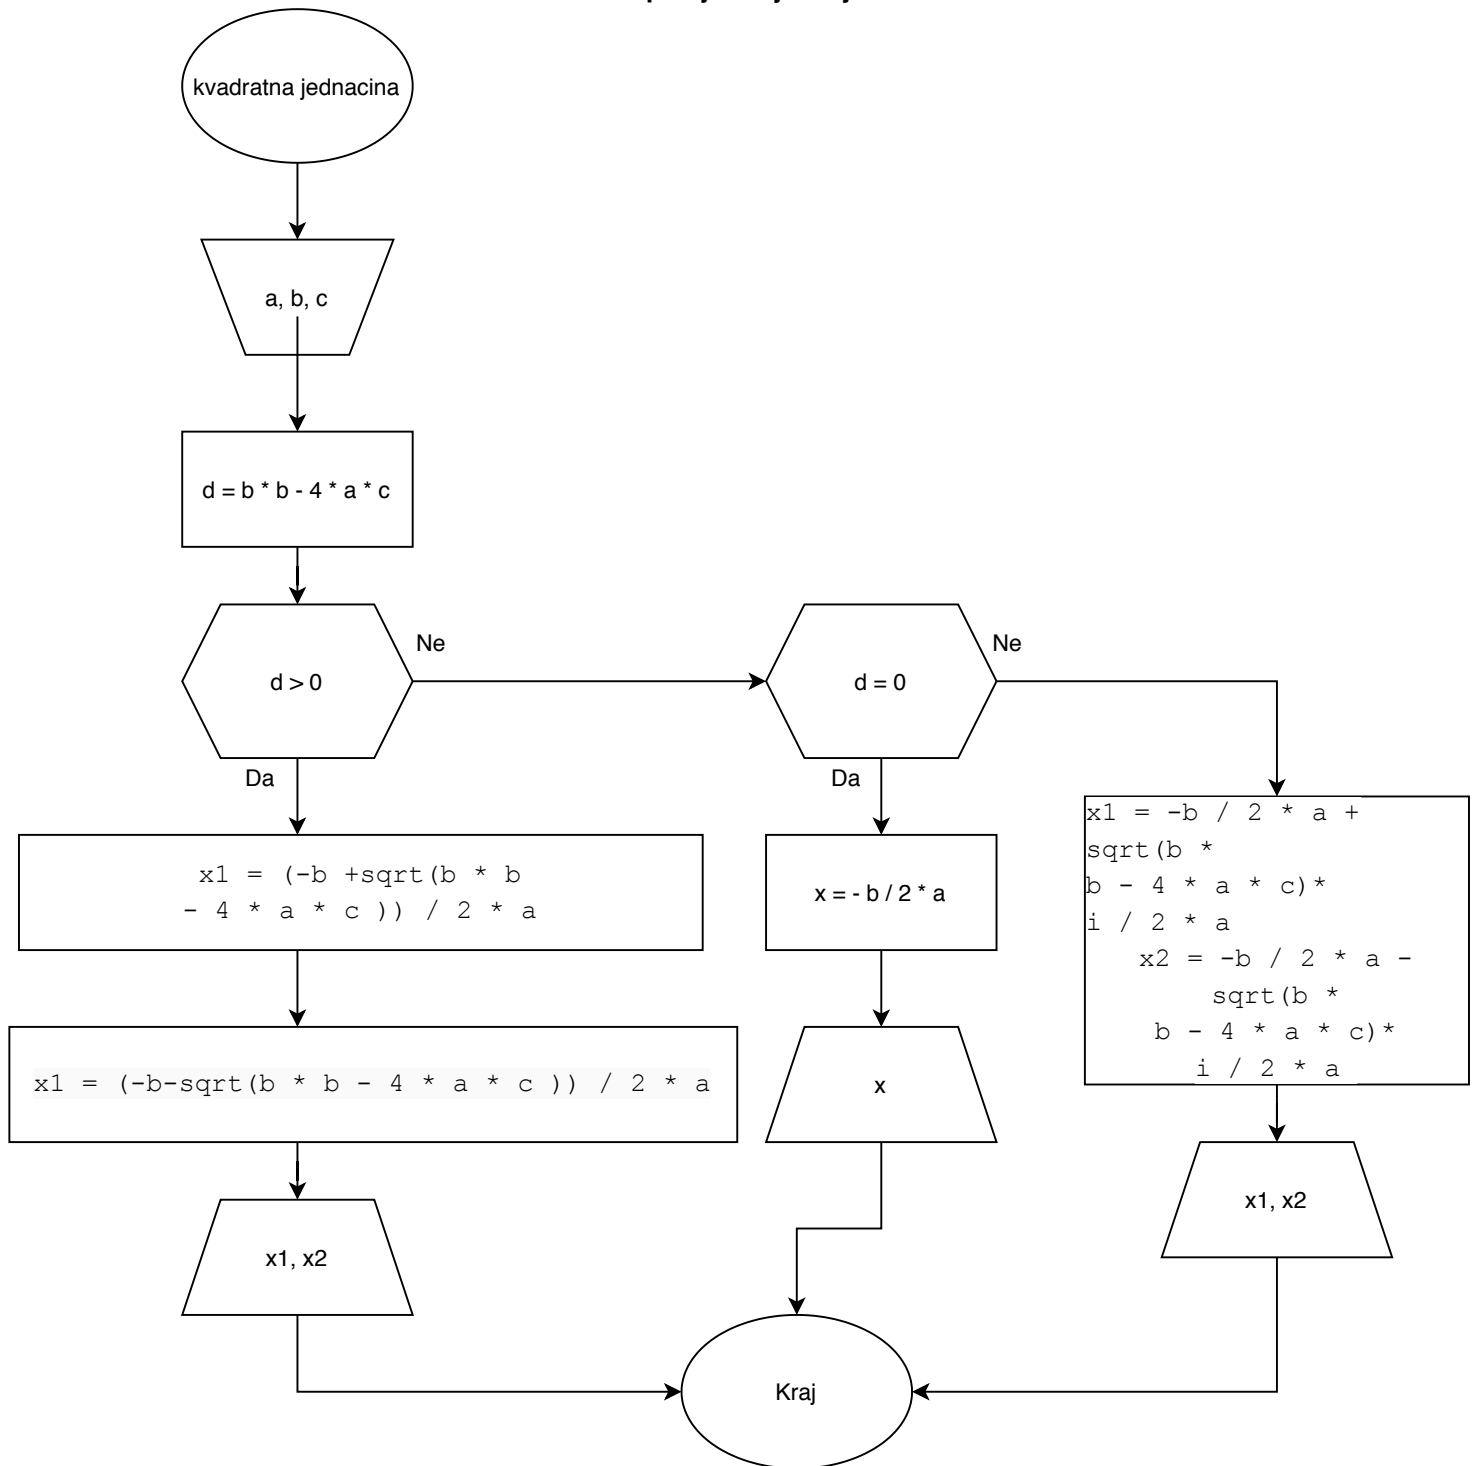 kvadratna jednacina
a, b, c
d = b * b - 4 * a * c
d > 0
Ne
d = 0
Ne
Da
Da
x1 = (-b +sqrt(b * b
- 4 * a * c )) / 2 * a
x = - b / 2 * a
x1 = -b / 2 * a +
sqrt(b *
b - 4 * a * c)*
i / 2 * a
x2 = -b / 2 * a -
sqrt(b *
b - 4 * a * c)*
i / 2 * a
x1 = (-b-sqrt(b * b - 4 * a * c )) / 2 * a
x
x1, x2
x1, x2
Kraj